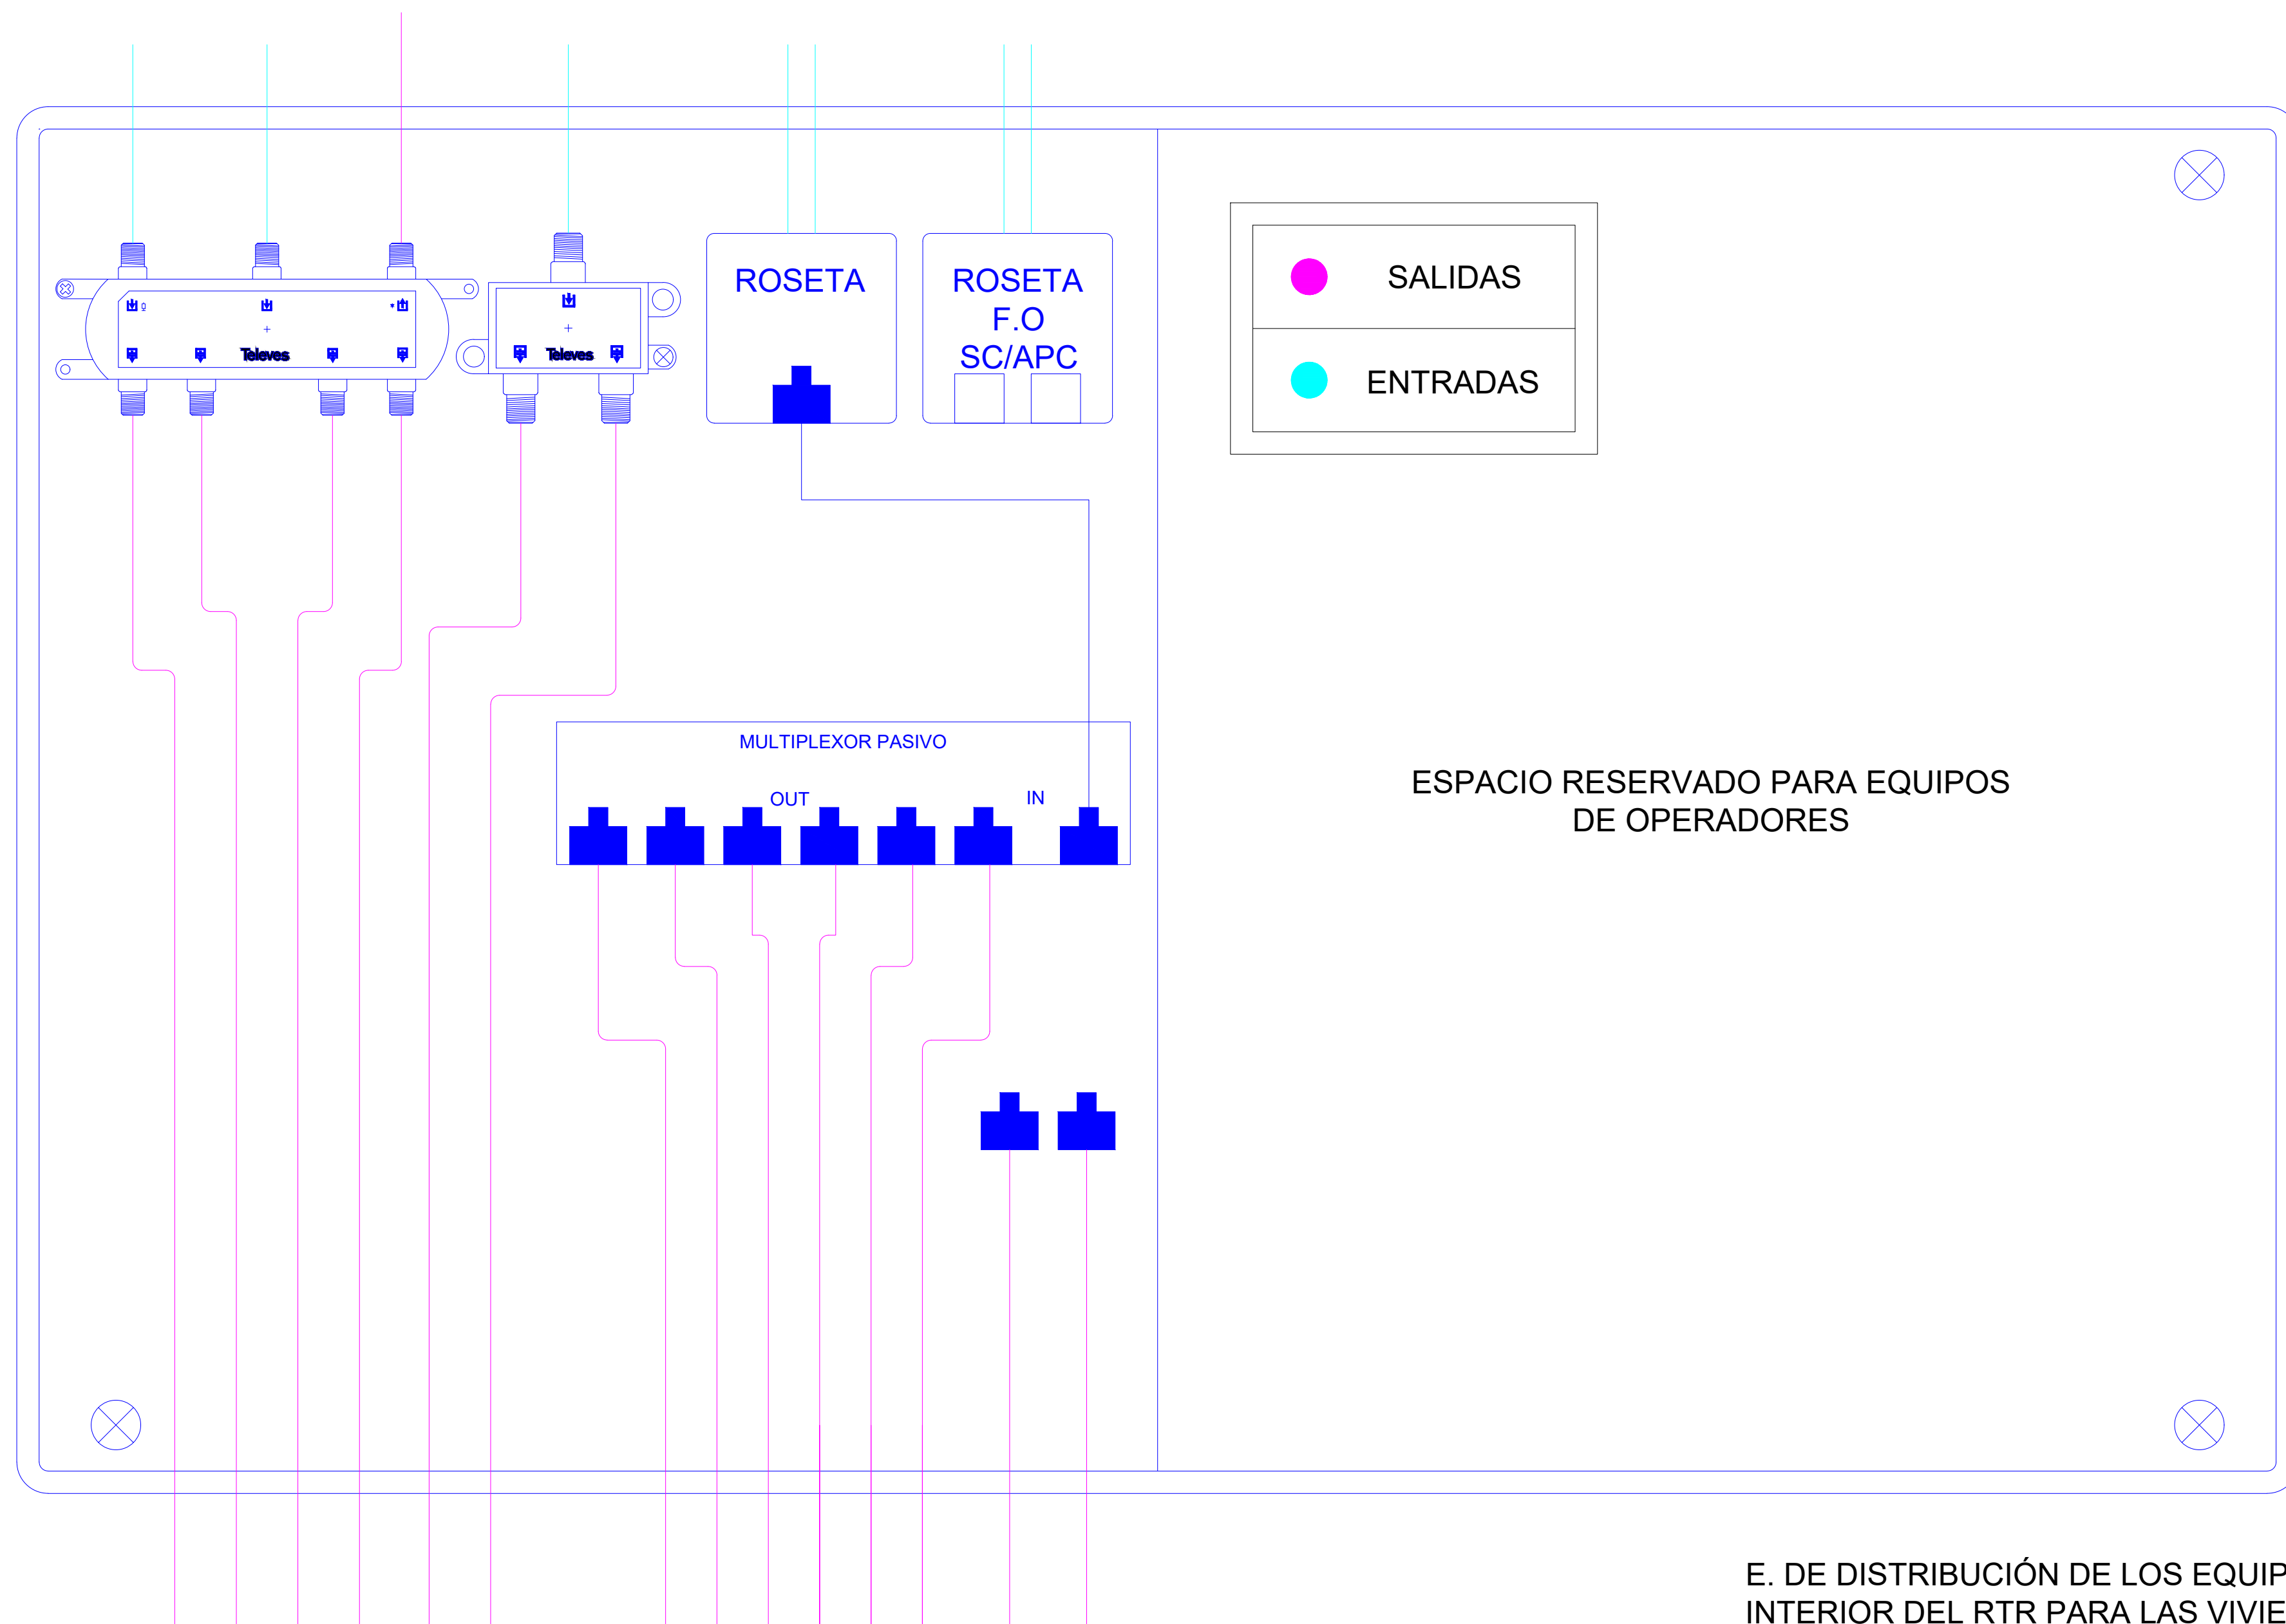 ROSETA
ROSETA
F.O
SC/APC
SALIDAS
ENTRADAS
Televes
Televes
MULTIPLEXOR PASIVO
OUT
IN
ESPACIO RESERVADO PARA EQUIPOS
DE OPERADORES
E. DE DISTRIBUCIÓN DE LOS EQUIP
INTERIOR DEL RTR PARA LAS VIVIE